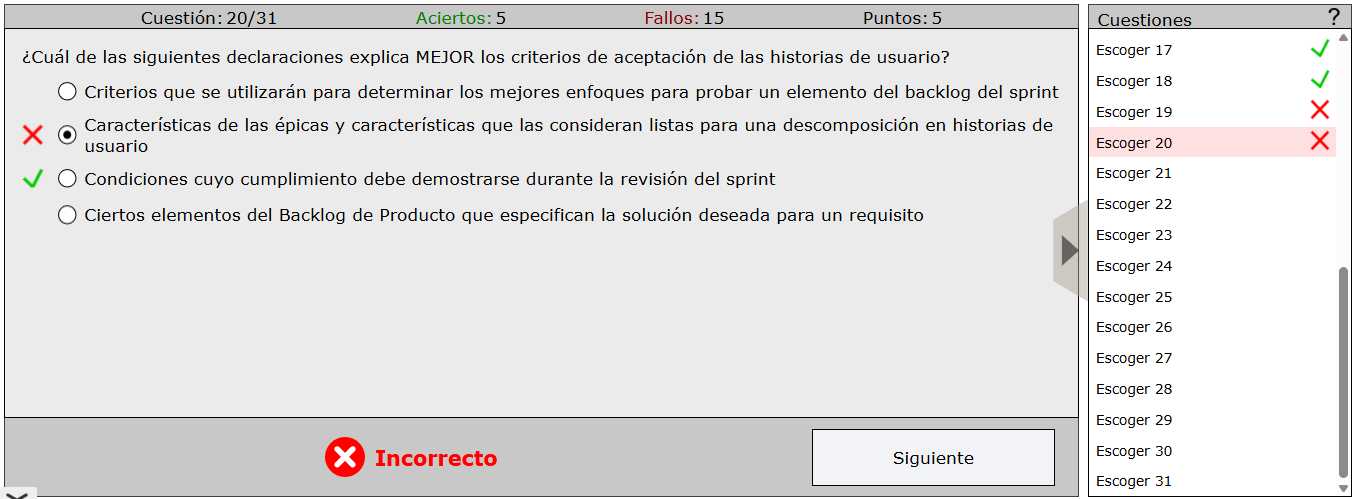 Cuestión: 20/31 Aciertos: 5 Fallos: 15 Puntos: 5
¿Cuál de las siguientes declaraciones explica MEJOR los criterios de aceptación de las historias de usuario?
Criterios que se utilizarán para determinar los mejores enfoques para probar un elemento del backlog del sprint
Características de las épicas y características que las consideran listas para una descomposición en historias de
usuario
Condiciones cuyo cumplimiento debe demostrarse durante la revisión del sprint
Ciertos elementos del Backlog de Producto que especifican la solución deseada para un requisito
Incorrecto
Siguiente
Cuestiones ?
Escoger 17
Escoger 18
Escoger 19
Escoger 20
Escoger 21
Escoger 22
Escoger 23
Escoger 24
Escoger 25
Escoger 26
Escoger 27
Escoger 28
Escoger 29
Escoger 30
Escoger 31